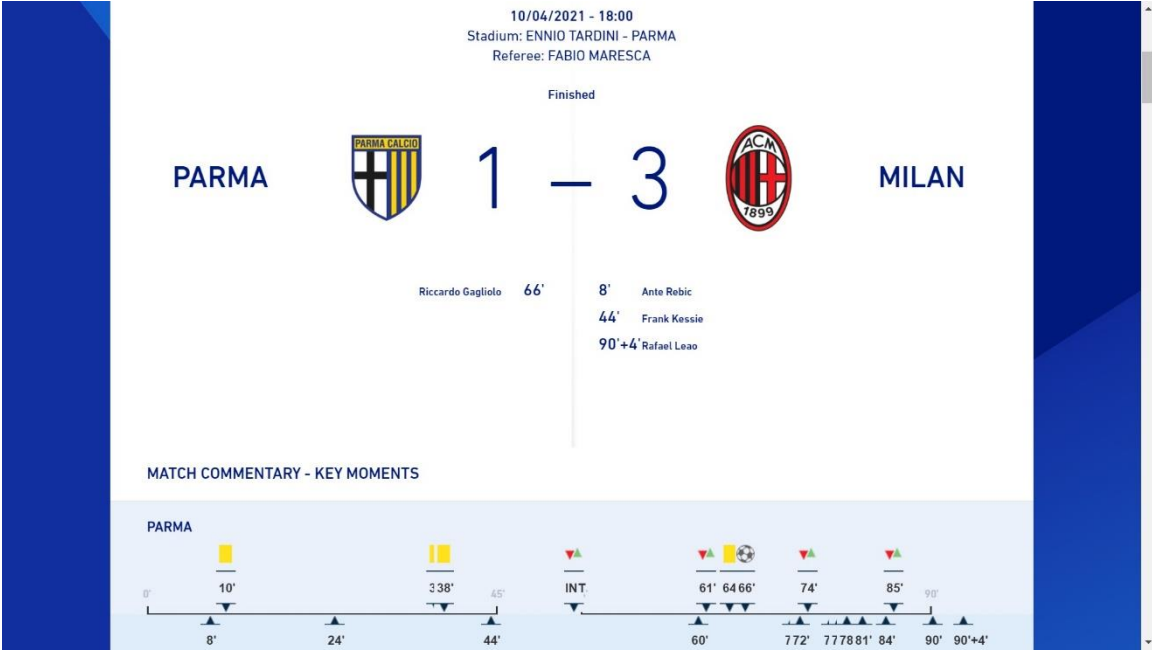 10/04/2021 - 18:00
Stadium: ENNIO TARDINI - PARMA
Referee: FABIO MARESCA
Finished
PARMA
PARMA CALCIO
1 – 3
ACM
1899
MILAN
Riccardo Gagliolo 66'
8' Ante Rebic
44' Frank Kessie
90'+4' Rafael Leao
MATCH COMMENTARY - KEY MOMENTS
PARMA
0' 10' 38' 45' INT. 61' 64 66' 74' 85' 90'
8' 24' 44' 60' 72' 78 81' 84' 90' 90'+4'